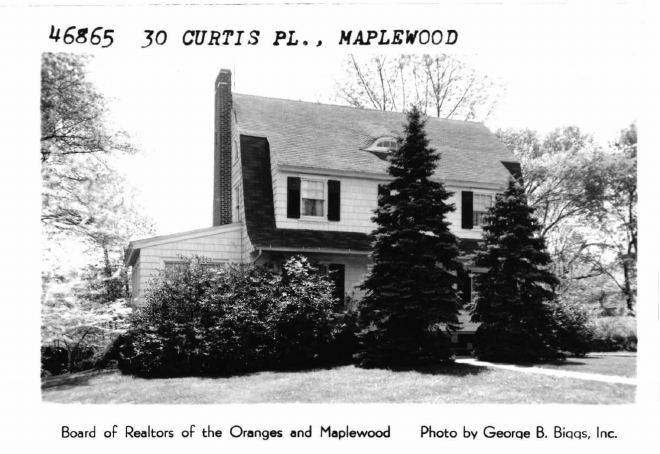 46865 30 CURTIS PL., MAPLEWOOD
Board of Realtors of the Oranges and Maplewood Photo by George B. Biggs, Inc.